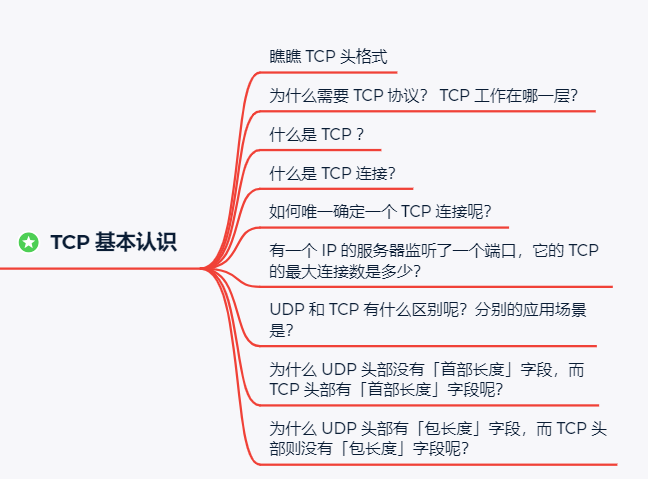 瞧瞧 TCP 头格式
为什么需要 TCP 协议？ TCP 工作在哪一层？
什么是 TCP ？
什么是 TCP 连接？
如何唯一确定一个 TCP 连接呢？
TCP 基本认识
有一个 IP 的服务器监听了一个端口，它的 TCP
的最大连接数是多少？
UDP 和 TCP 有什么区别呢？分别的应用场景
是？
为什么 UDP 头部没有「首部长度」字段，而
TCP 头部有「首部长度」字段呢？
为什么 UDP 头部有「包长度」字段，而 TCP 头
部则没有「包长度」字段呢？